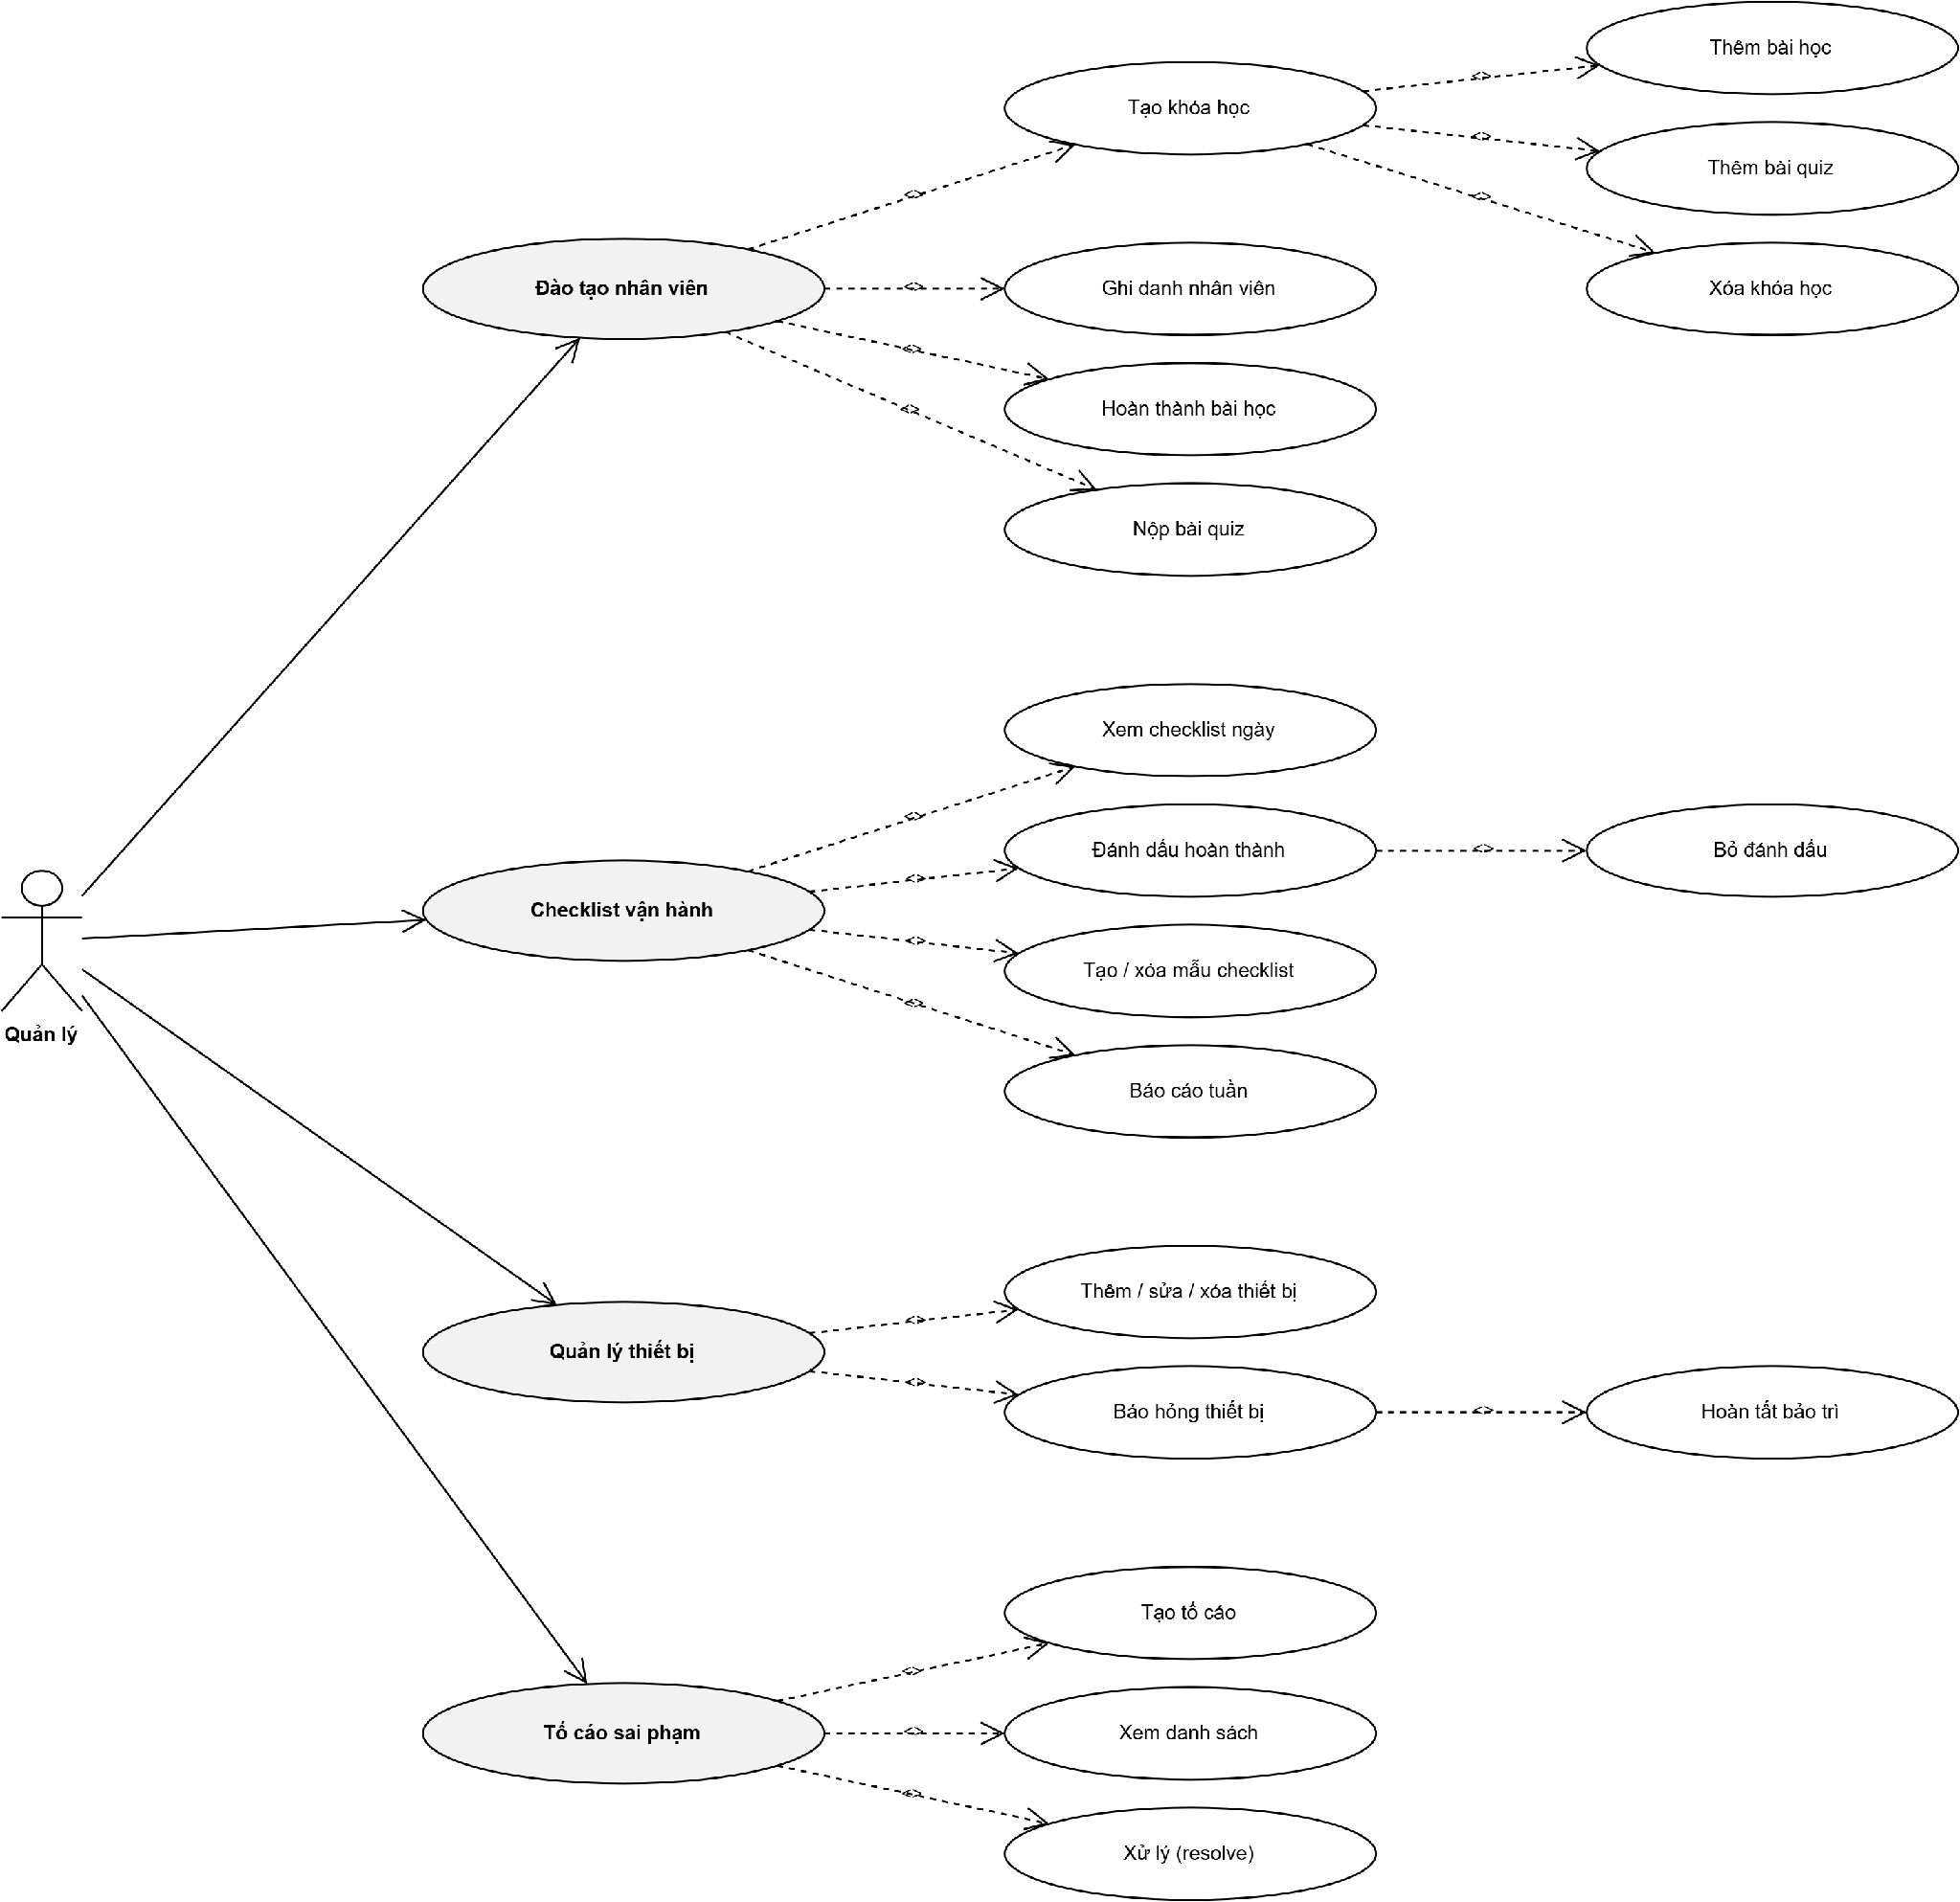 Thêm bài học
Tạo khóa học
Thêm bài quiz
Đào tạo nhân viên
Ghi danh nhân viên
Xóa khóa học
Hoàn thành bài học
Nộp bài quiz
Xem checklist ngày
Đánh dấu hoàn thành
Bỏ đánh dấu
Checklist vận hành
Tạo / xóa mẫu checklist
Quản lý
Báo cáo tuần
Thêm / sửa / xóa thiết bị
Quản lý thiết bị
Báo hỏng thiết bị
Hoàn tất bảo trì
Tạo tố cáo
Tố cáo sai phạm
Xem danh sách
Xử lý (resolve)